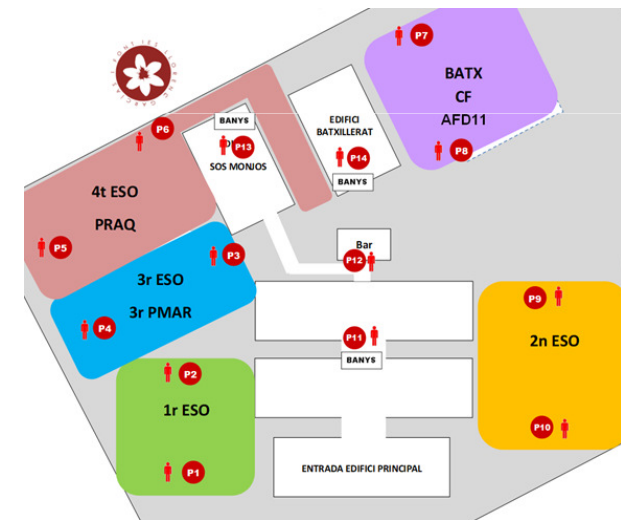 P7
BATX
CF
AFD11
P8
BANYS
P13
SOS MONJOS
EDIFICI
BATXILLERAT
P14
BANYS
P6
4t ESO
PRAQ
P5
P3
3r ESO
3r PMAR
P4
Bar
P12
P11
BANYS
P9
2n ESO
P10
P2
1r ESO
P1
ENTRADA EDIFICI PRINCIPAL